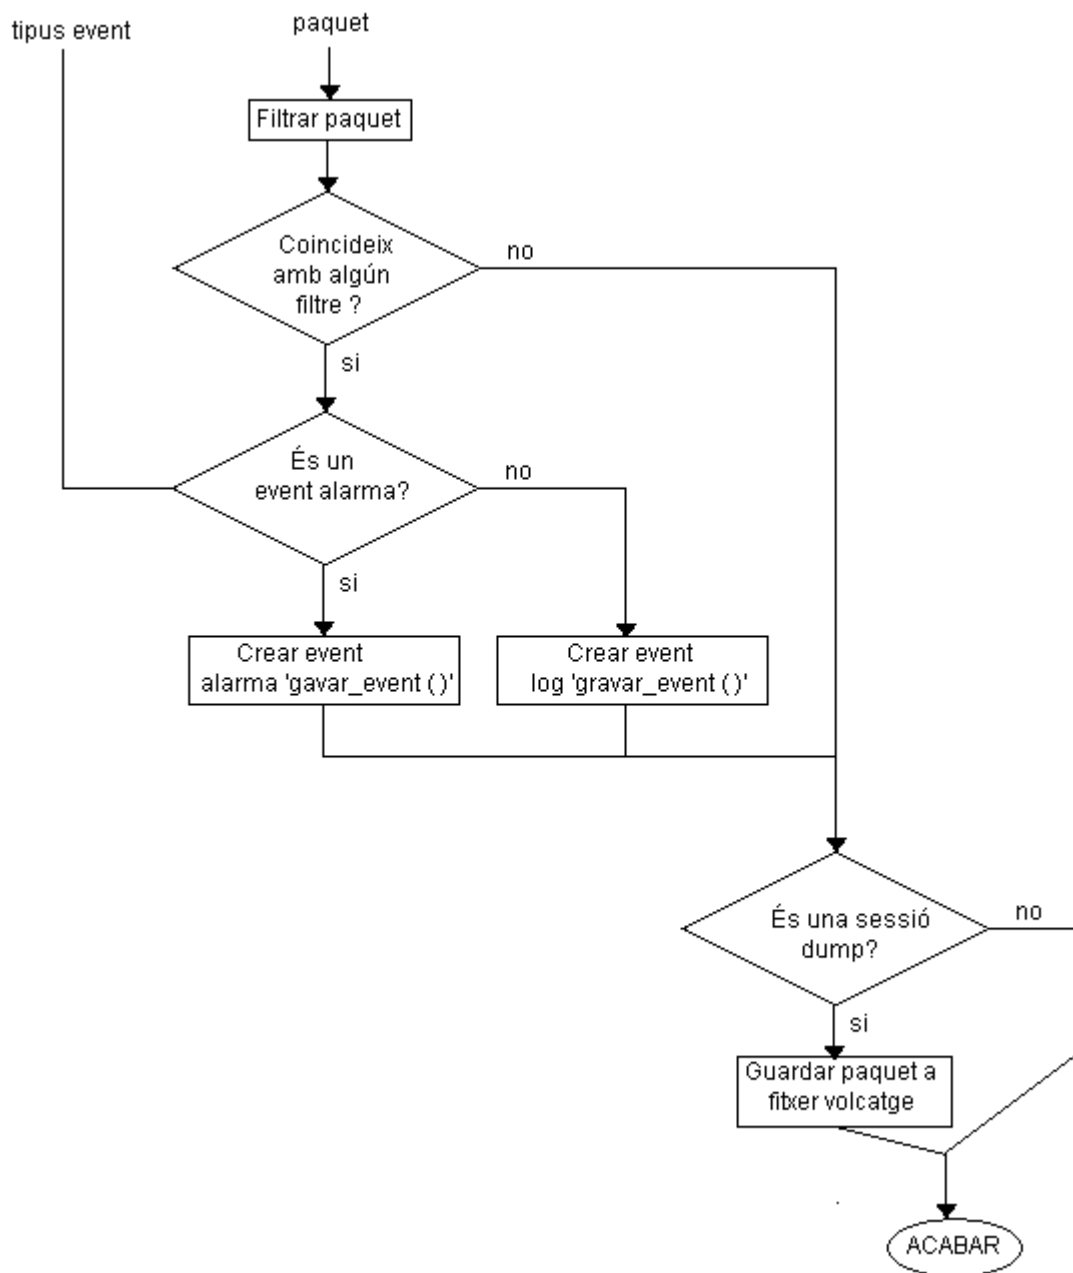 tipus event
paquet
Filtrar paquet
Coincideix
amb algún
filtre ?
no
si
És un
event alarma?
no
si
Crear event
alarma 'gavar_event ()'
Crear event
log 'gravar_event ()'
És una sessió
dump?
no
si
Guardar paquet a
fitxer volcatge
ACABAR